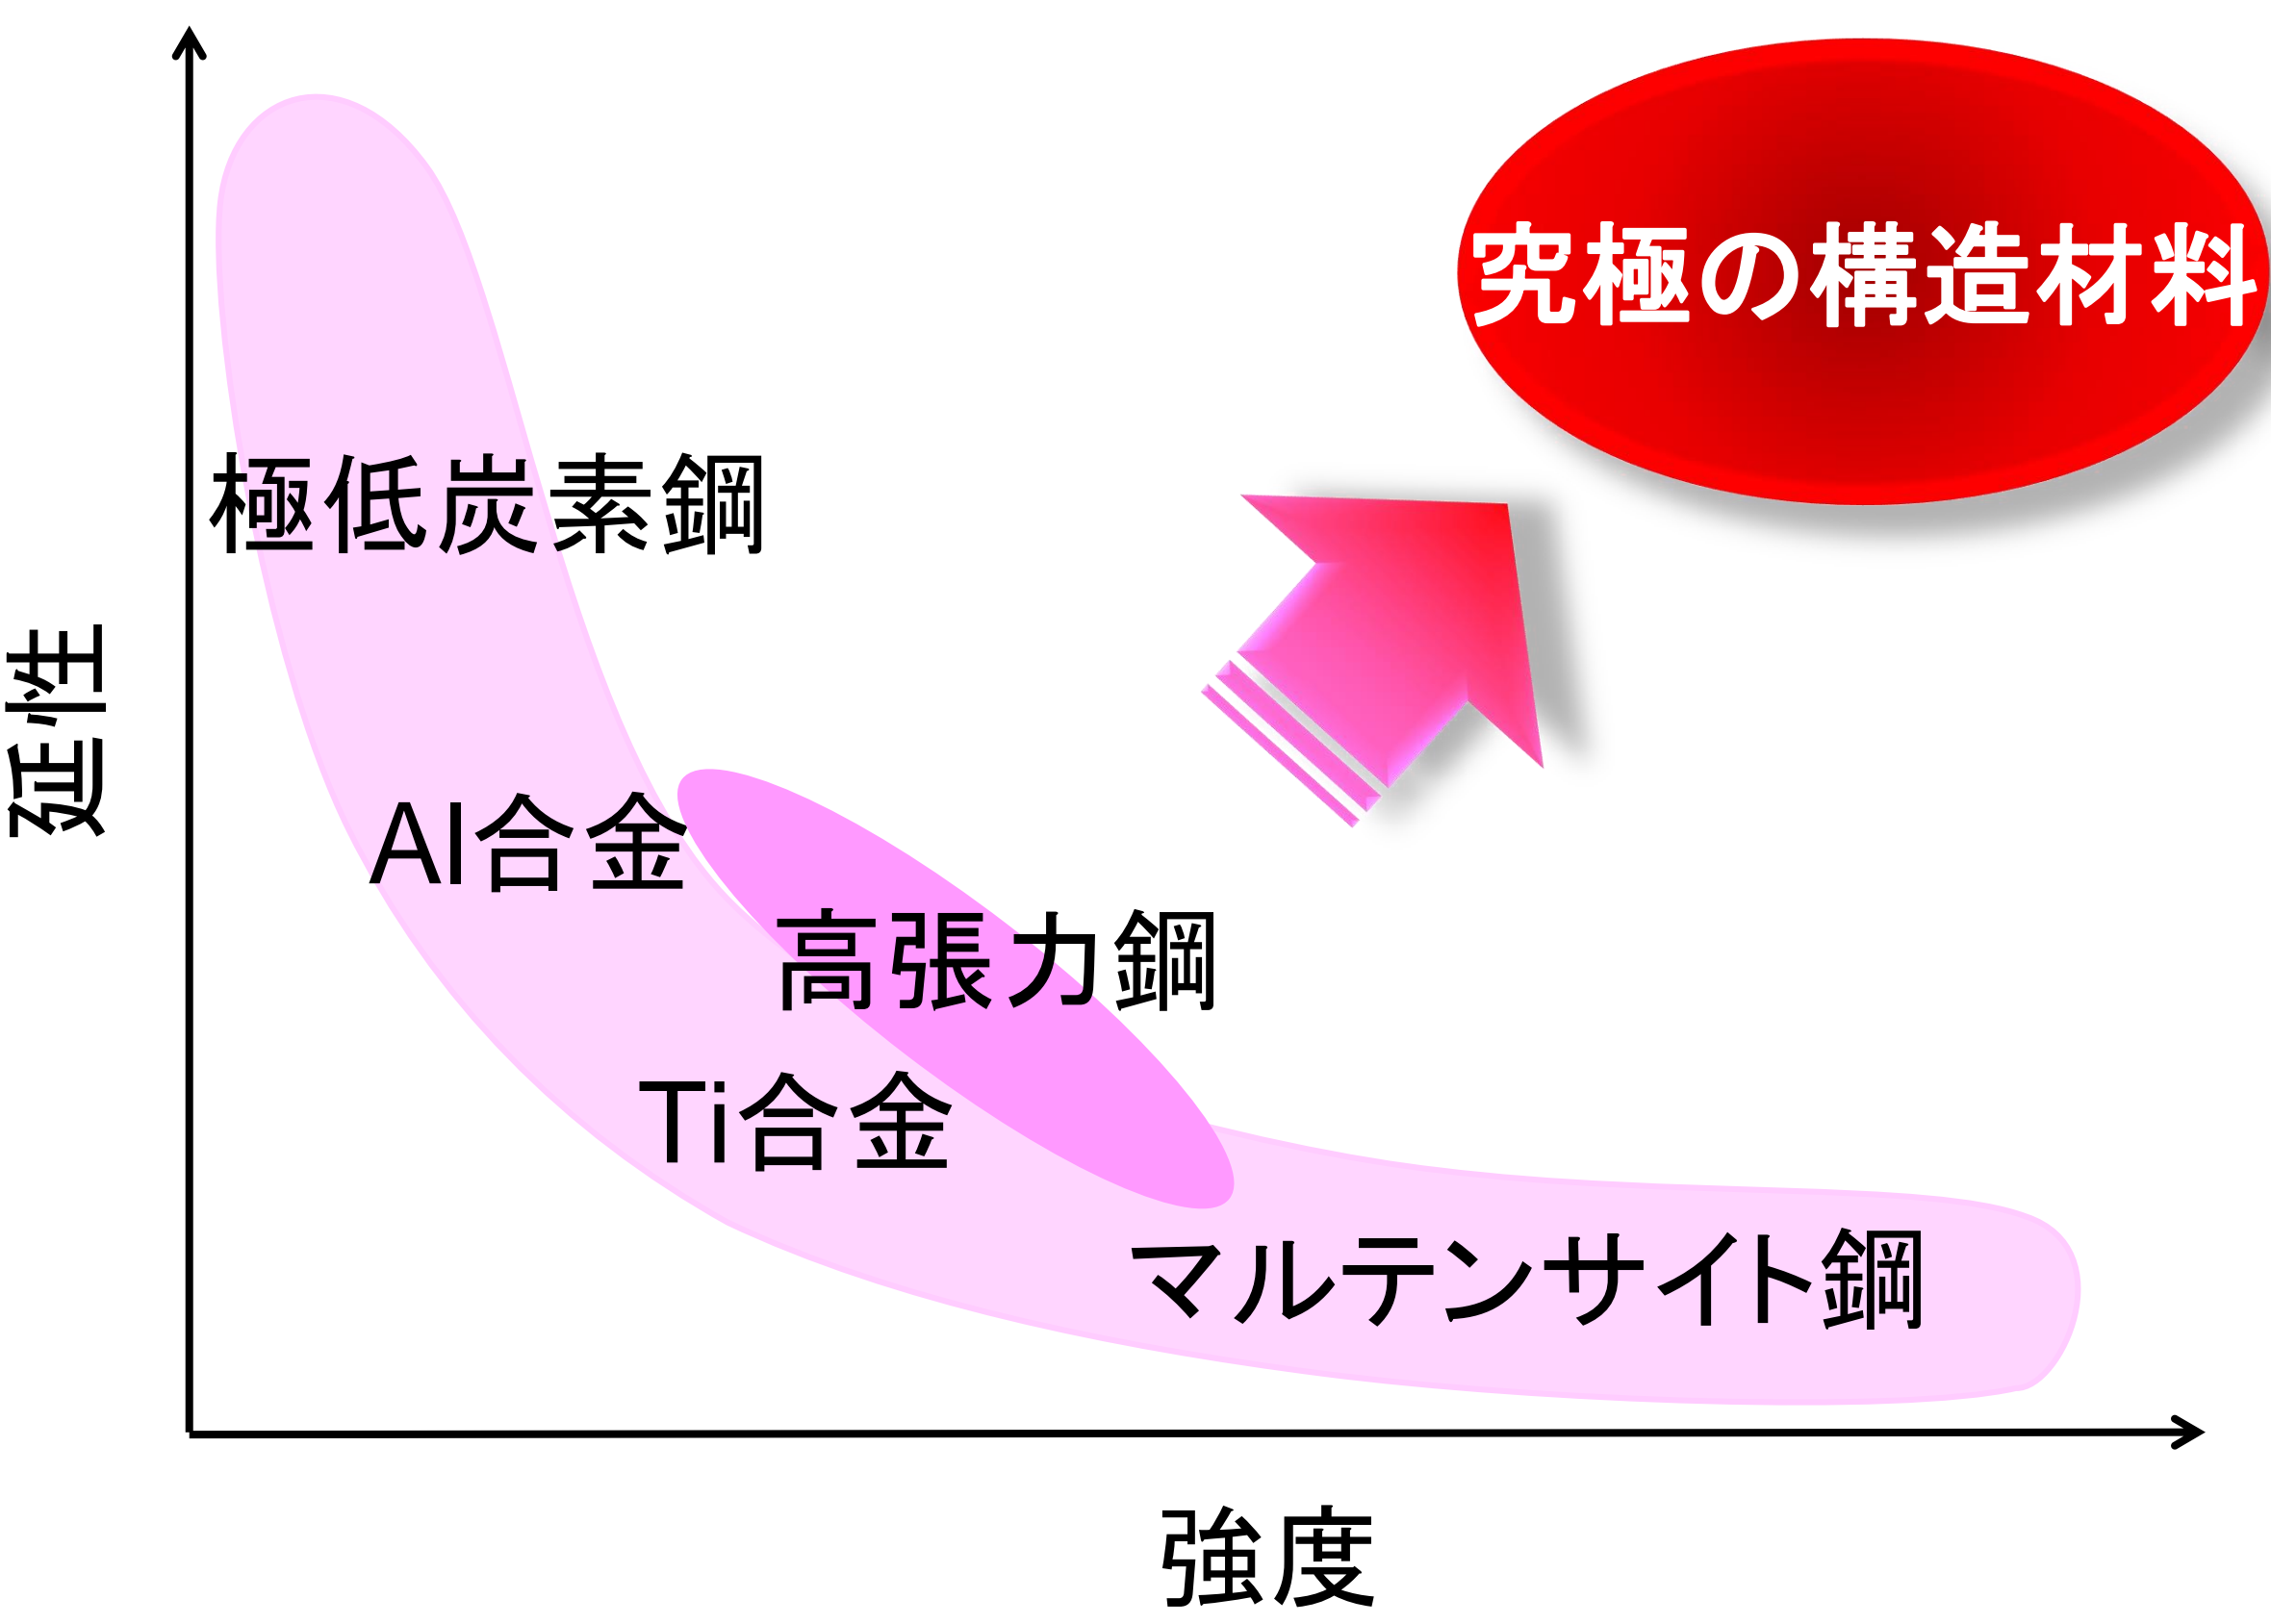 究極の構造材料
極低炭素鋼
延性
Al合金
高張力鋼
Ti合金
マルテンサイト鋼
強度